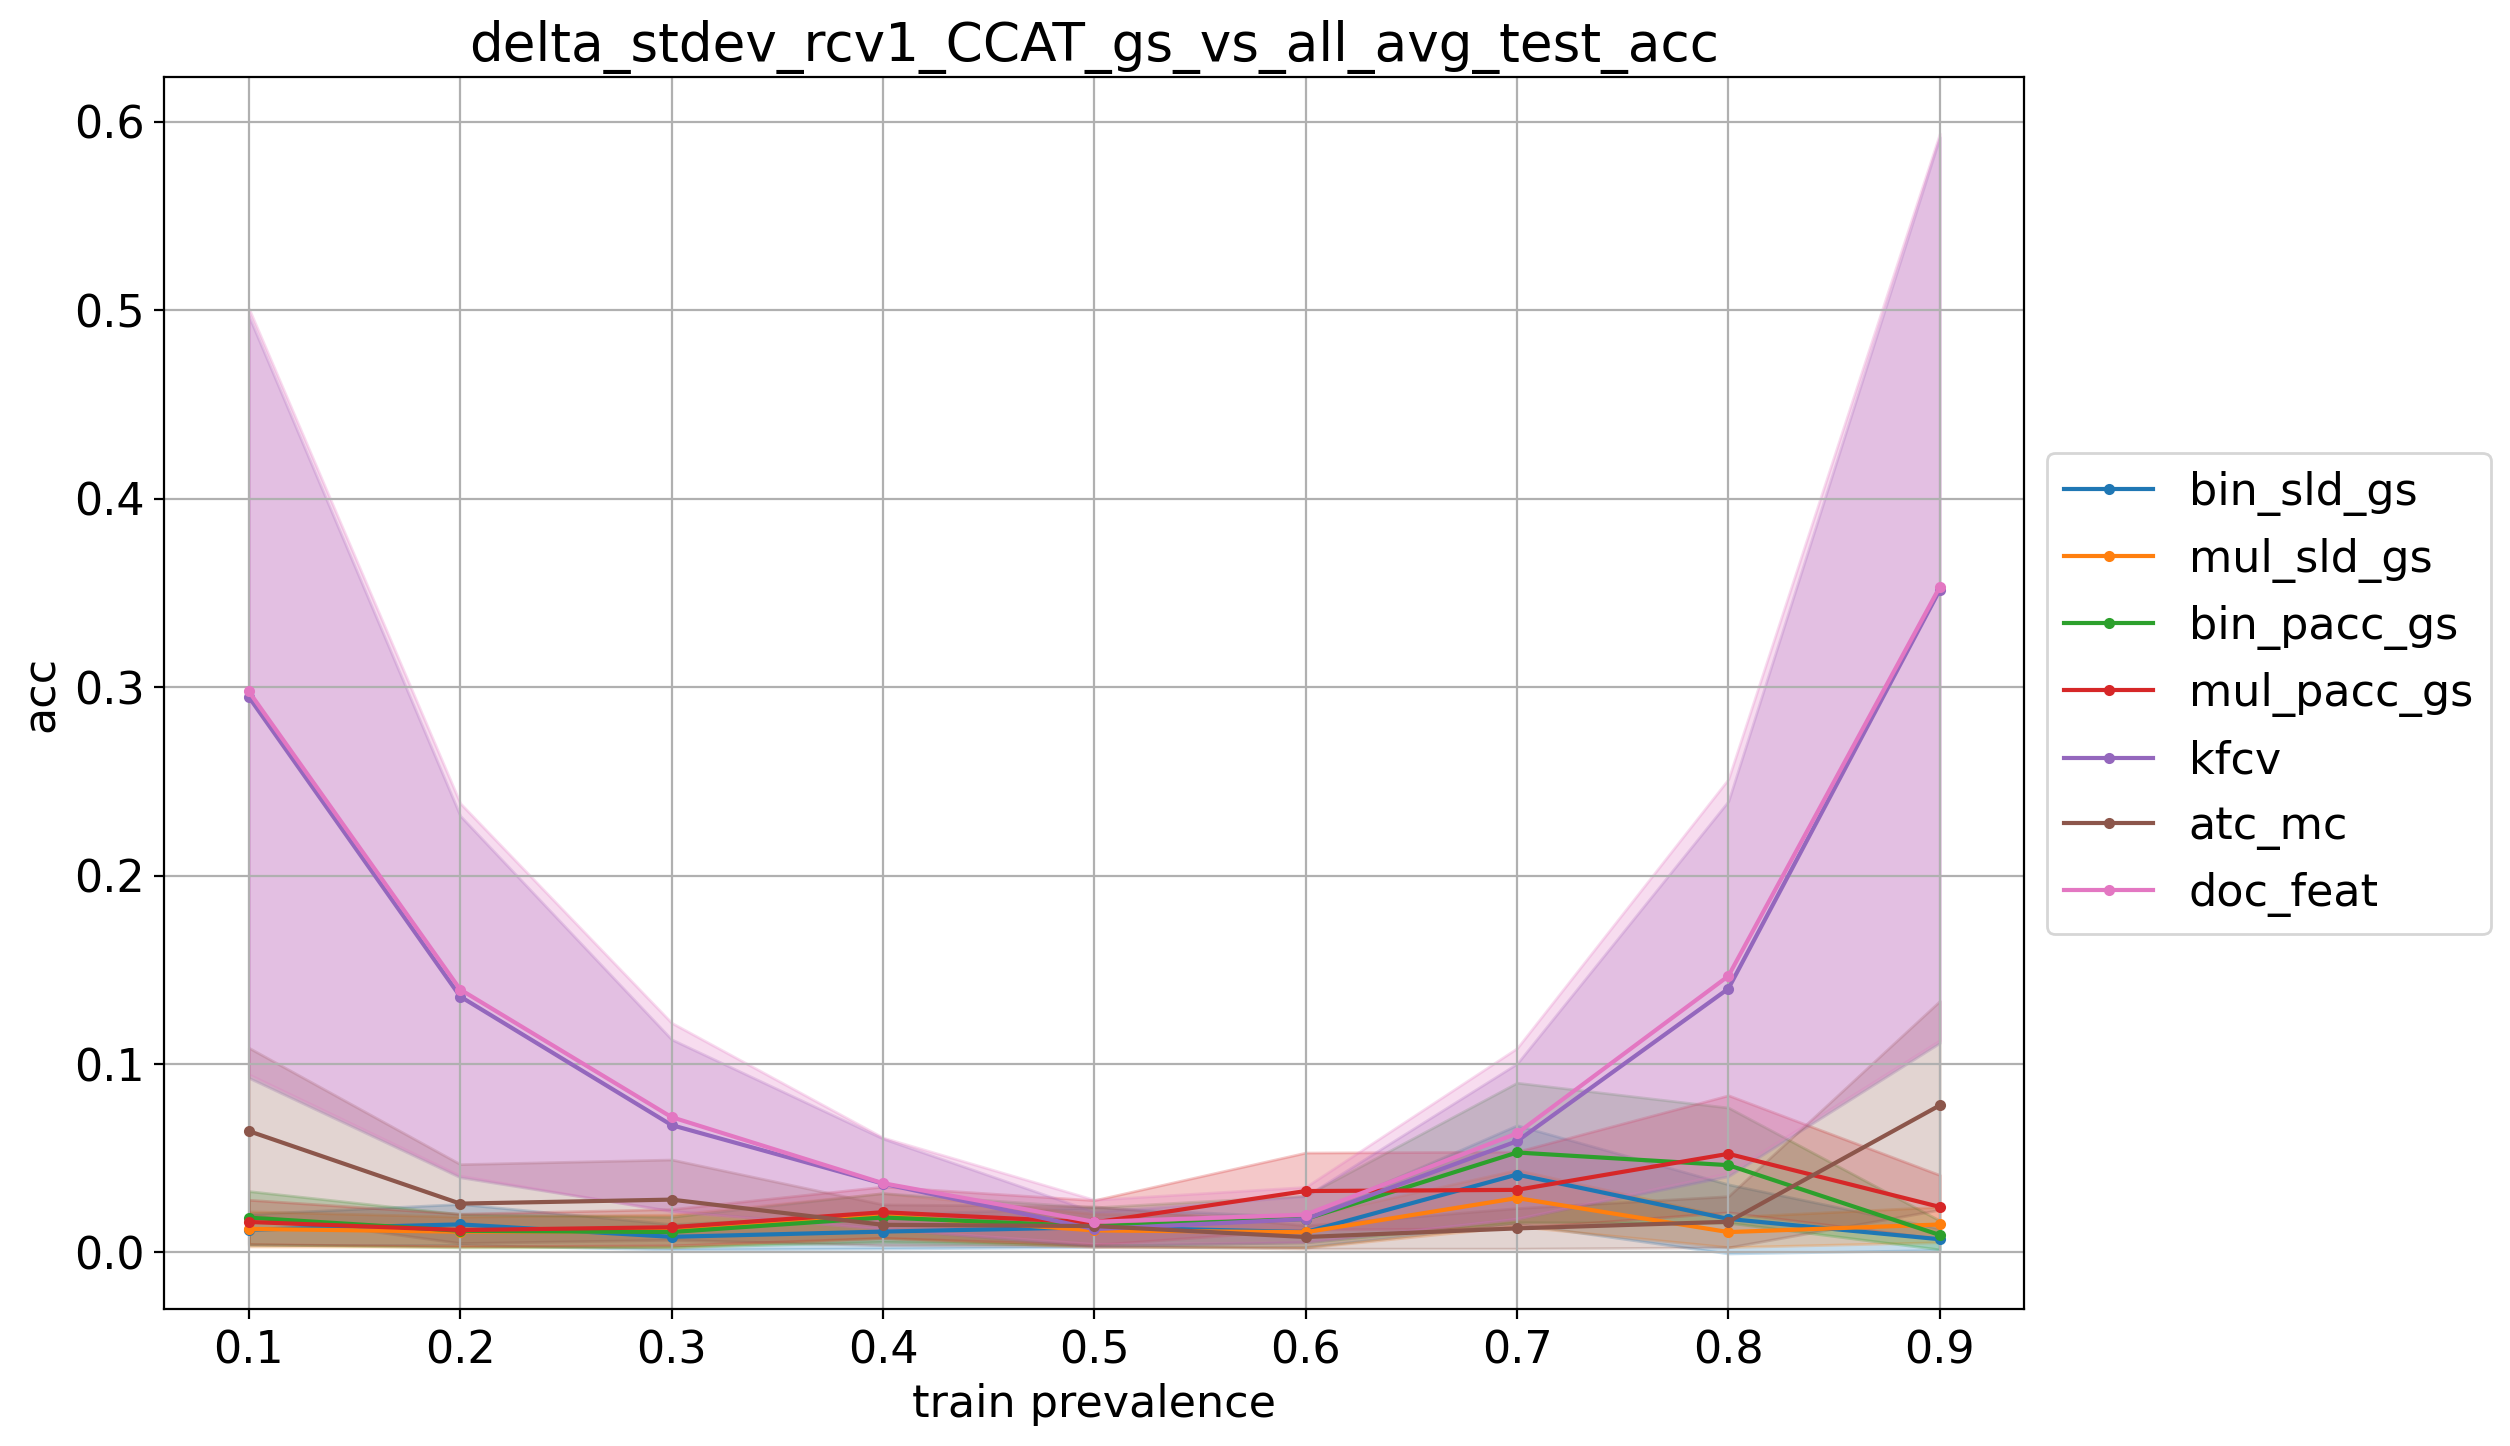 delta_stdev_rcv1_CCAT_gs_vs_all_avg_test_acc
0.6
0.5
0.4
0.3
0.2
0.1
0.0
acc
0.1 0.2 0.3 0.4 0.5 0.6 0.7 0.8 0.9
train prevalence
bin_sld_gs
mul_sld_gs
bin_pacc_gs
mul_pacc_gs
kfcv
atc_mc
doc_feat